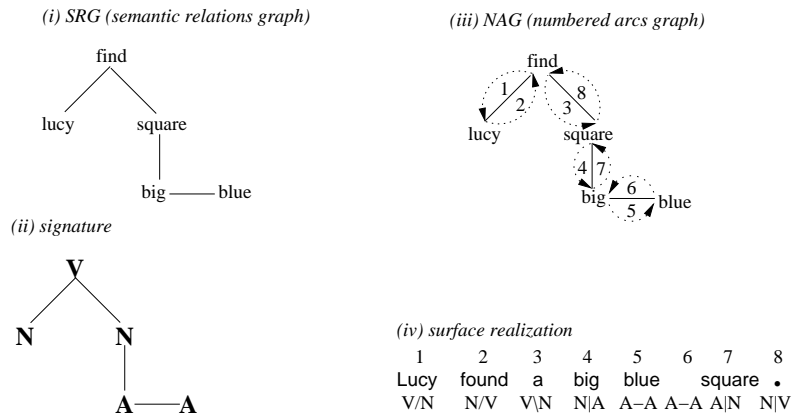 (i) SRG (semantic relations graph)
find
lucy square
big blue
(ii) signature
V
N N
A A
(iii) NAG (numbered arcs graph)
find
1 8
2 3
lucy square
4 7
6
big blue
5
(iv) surface realization
1 2 3 4 5 6 7 8
Lucy found a big blue square .
V/N N/V V\N N|A A−A A−A A|N N|V